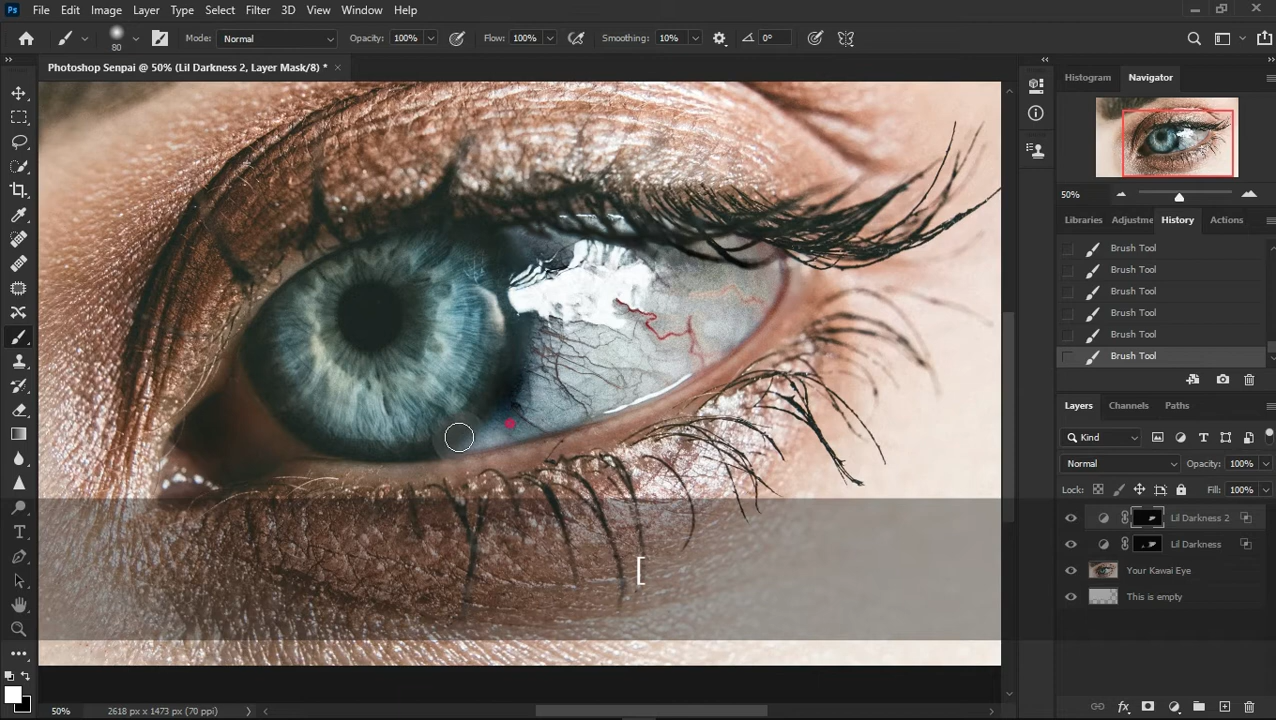 Ps File Edit Image Layer Type Select Filter 3D View Window Help
80 Mode: Normal Opacity: 100% Flow: 100% Smoothing: 10% 0°
Photoshop Senpai @ 50% (Lil Darkness 2, Layer Mask/8) * ×
Histogram Navigator
50%
Libraries Adjustme History Actions
Brush Tool
Brush Tool
Brush Tool
Brush Tool
Brush Tool
Brush Tool
Layers Channels Paths
Kind
Normal Opacity: 100%
Lock: Fill: 100%
Lil Darkness 2
Lil Darkness
Your Kawai Eye
This is empty
[
50% 2618 px x 1473 px (70 ppi)